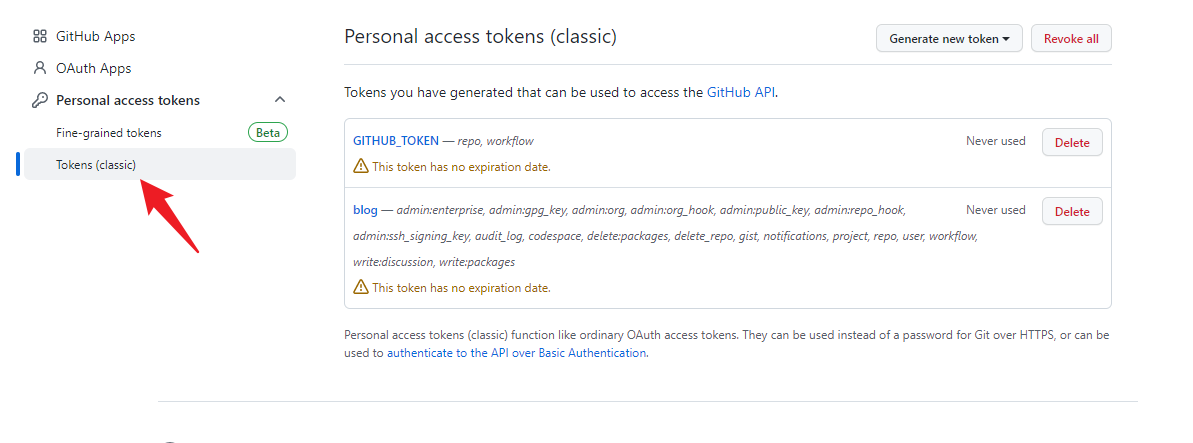 GitHub Apps
OAuth Apps
Personal access tokens
Fine-grained tokens Beta
Tokens (classic)
Personal access tokens (classic)
Generate new token Revoke all
Tokens you have generated that can be used to access the GitHub API.
GITHUB_TOKEN — repo, workflow Never used Delete
This token has no expiration date.
blog — admin:enterprise, admin:gpg_key, admin:org, admin:org_hook, admin:public_key, admin:repo_hook, Never used Delete
admin:ssh_signing_key, audit_log, codespace, delete:packages, delete_repo, gist, notifications, project, repo, user, workflow,
write:discussion, write:packages
This token has no expiration date.
Personal access tokens (classic) function like ordinary OAuth access tokens. They can be used instead of a password for Git over HTTPS, or can be
used to authenticate to the API over Basic Authentication.